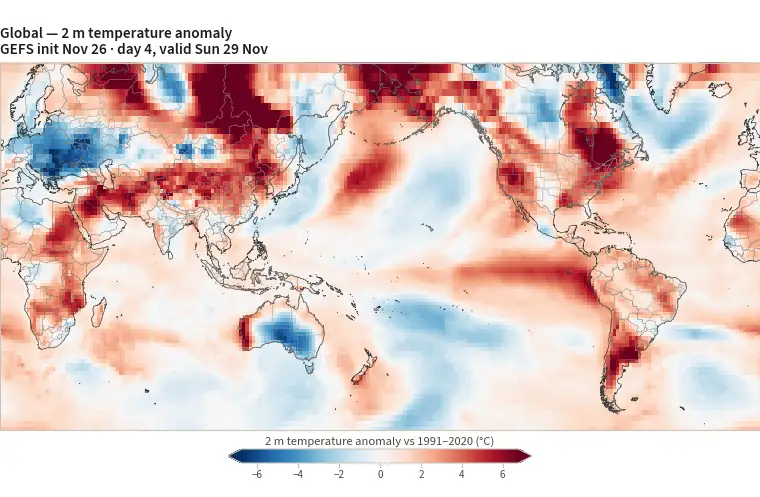 Global — 2 m temperature anomaly
GEFS init Nov 26 · day 4, valid Sun 29 Nov
2 m temperature anomaly vs 1991–2020 (°C)
−6 −4 −2 0 2 4 6